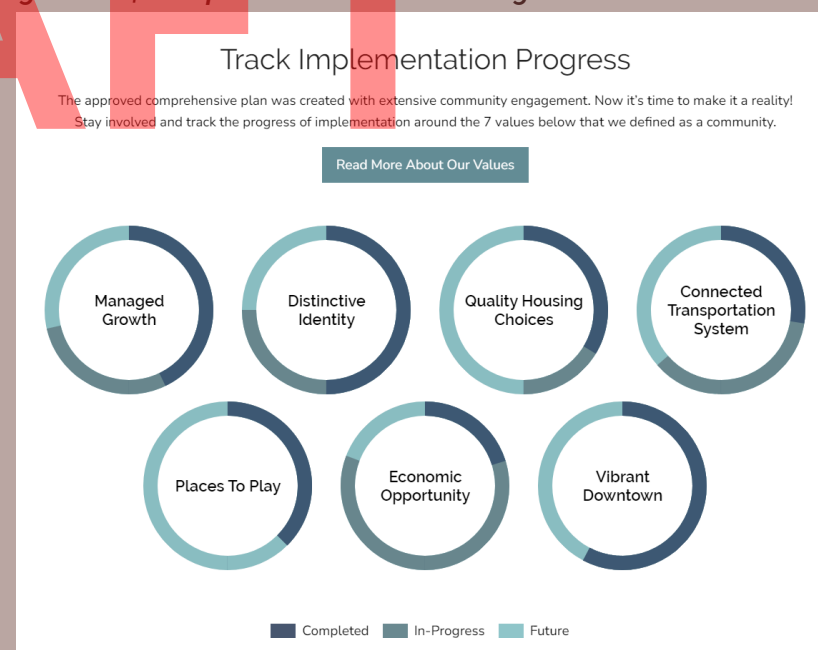 Track Implementation Progress
The approved comprehensive plan was created with extensive community engagement. Now it's time to make it a reality!
Stay involved and track the progress of implementation around the 7 values below that we defined as a community.
Read More About Our Values
Managed
Growth
Distinctive
Identity
Quality Housing
Choices
Connected
Transportation
System
Places To Play
Economic
Opportunity
Vibrant
Downtown
Completed
In-Progress
Future